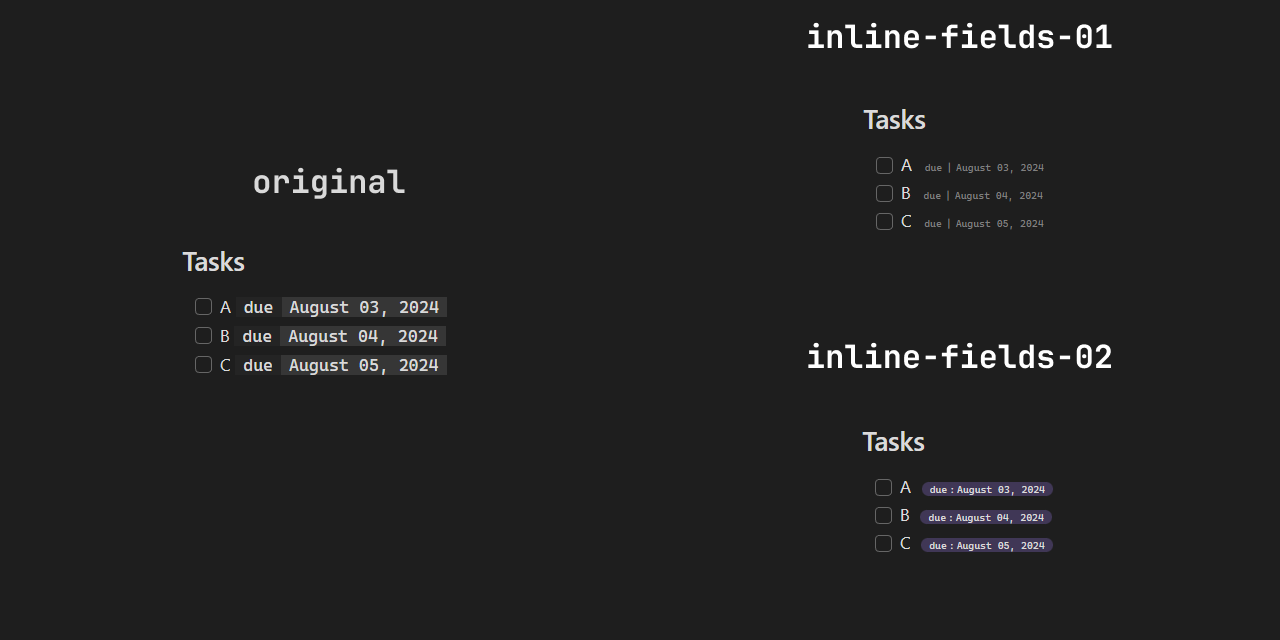 original
Tasks
A due August 03, 2024
B due August 04, 2024
C due August 05, 2024
inline-fields-01
Tasks
A due | August 03, 2024
B due | August 04, 2024
C due | August 05, 2024
inline-fields-02
Tasks
A due : August 03, 2024
B due : August 04, 2024
C due : August 05, 2024